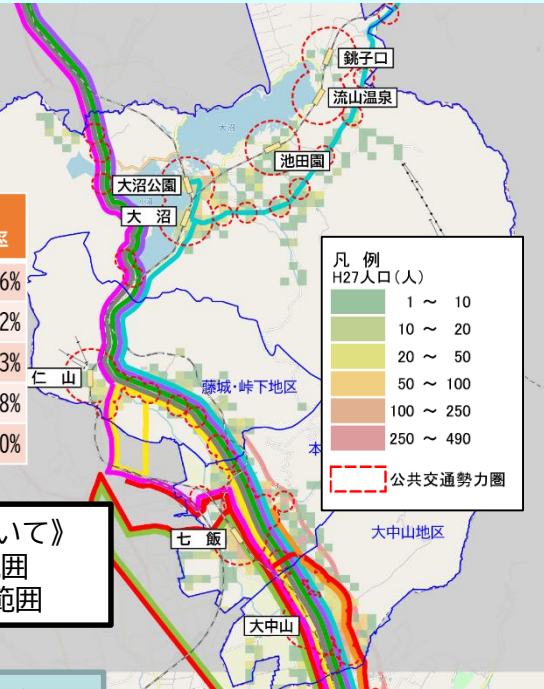 銚子口
流山温泉
大沼
池田園
大沼公園
大 沼
率
6%
2%
3%
8%
0%
凡 例
H27人口(人)
1 ～ 10
10 ～ 20
20 ～ 50
50 ～ 100
100 ～ 250
250 ～ 490
公共交通勢力圏
仁 山
藤城・峠下地区
本
七 飯
大中山地区
いて》
囲
範囲
大中山